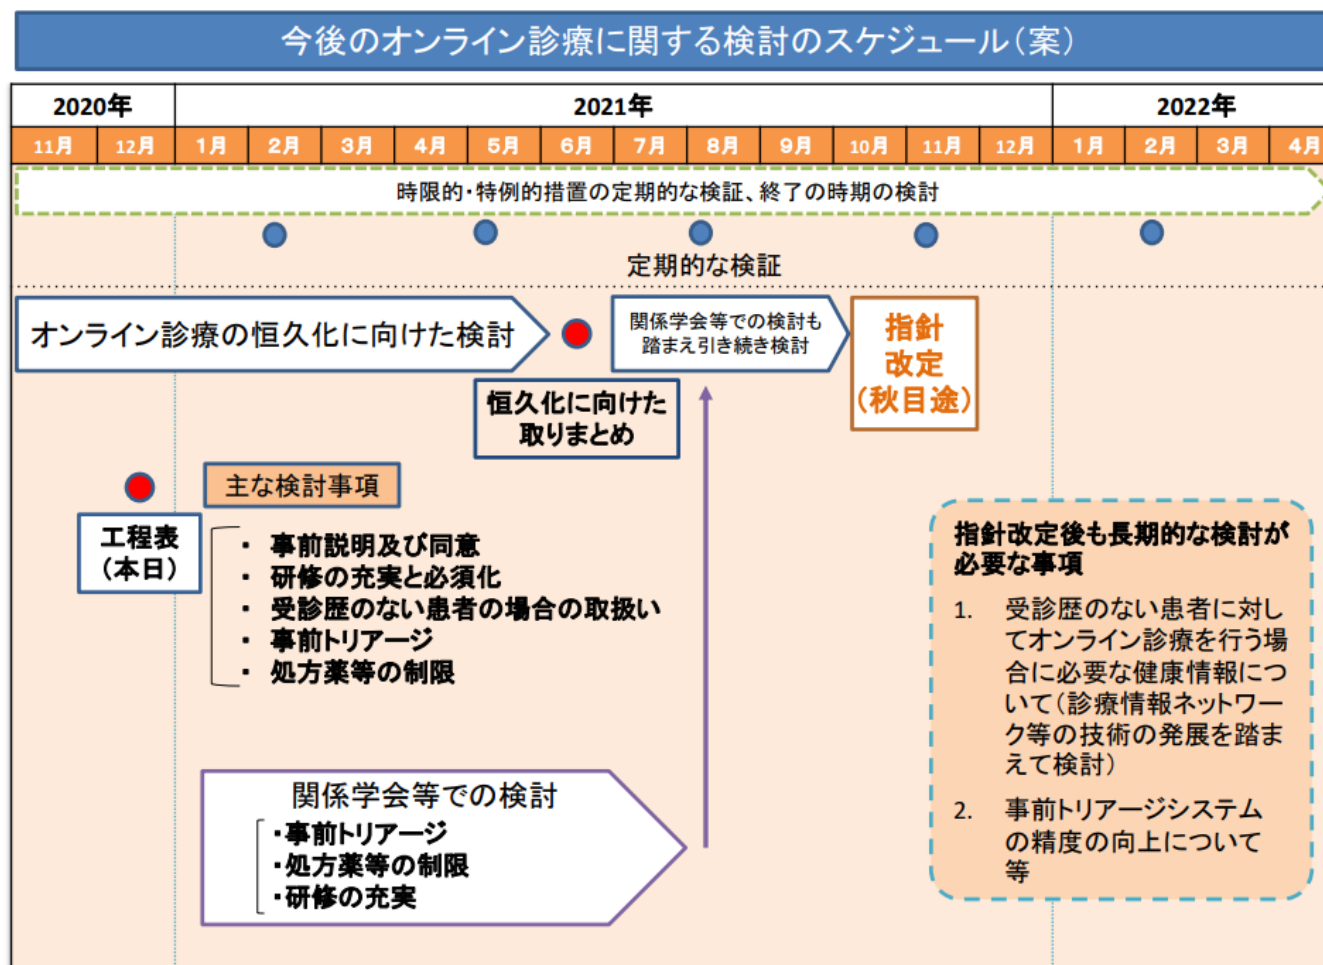 今後のオンライン診療に関する検討のスケジュール（案）
2020年 2021年 2022年
11月 12月 1月 2月 3月 4月 5月 6月 7月 8月 9月 10月 11月 12月 1月 2月 3月 4月
時限的・特例的措置の定期的な検証、終了の時期の検討
定期的な検証
オンライン診療の恒久化に向けた検討
関係学会等での検討も
踏まえ引き続き検討
指針
改定
（秋目途）
恒久化に向けた
取りまとめ
工程表
（本日）
主な検討事項
・ 事前説明及び同意
・ 研修の充実と必須化
・ 受診歴のない患者の場合の取扱い
・ 事前トリアージ
・ 処方薬等の制限
関係学会等での検討
・事前トリアージ
・処方薬等の制限
・研修の充実
指針改定後も長期的な検討が
必要な事項
1. 受診歴のない患者に対し
てオンライン診療を行う場
合に必要な健康情報につ
いて（診療情報ネットワー
ク等の技術の発展を踏ま
えて検討）
2. 事前トリアージシステム
の精度の向上について
等